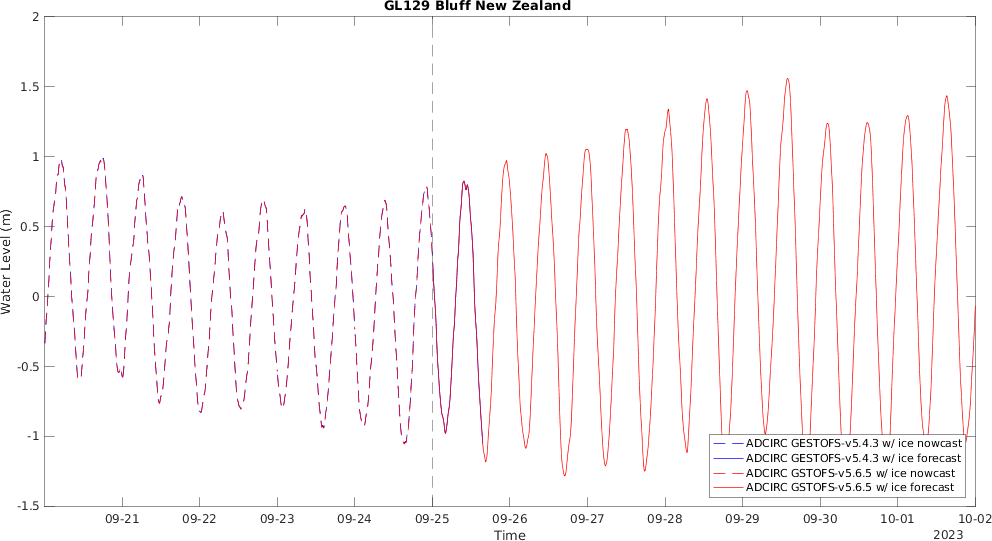 GL129 Bluff New Zealand
Water Level (m)
2
1.5
1
0.5
0
-0.5
-1
-1.5
ADCIRC GESTOFS-v5.4.3 w/ ice nowcast
ADCIRC GESTOFS-v5.4.3 w/ ice forecast
ADCIRC GSTOFS-v5.6.5 w/ ice nowcast
ADCIRC GSTOFS-v5.6.5 w/ ice forecast
09-21 09-22 09-23 09-24 09-25 09-26 09-27 09-28 09-29 09-30 10-01 10-02
Time
2023